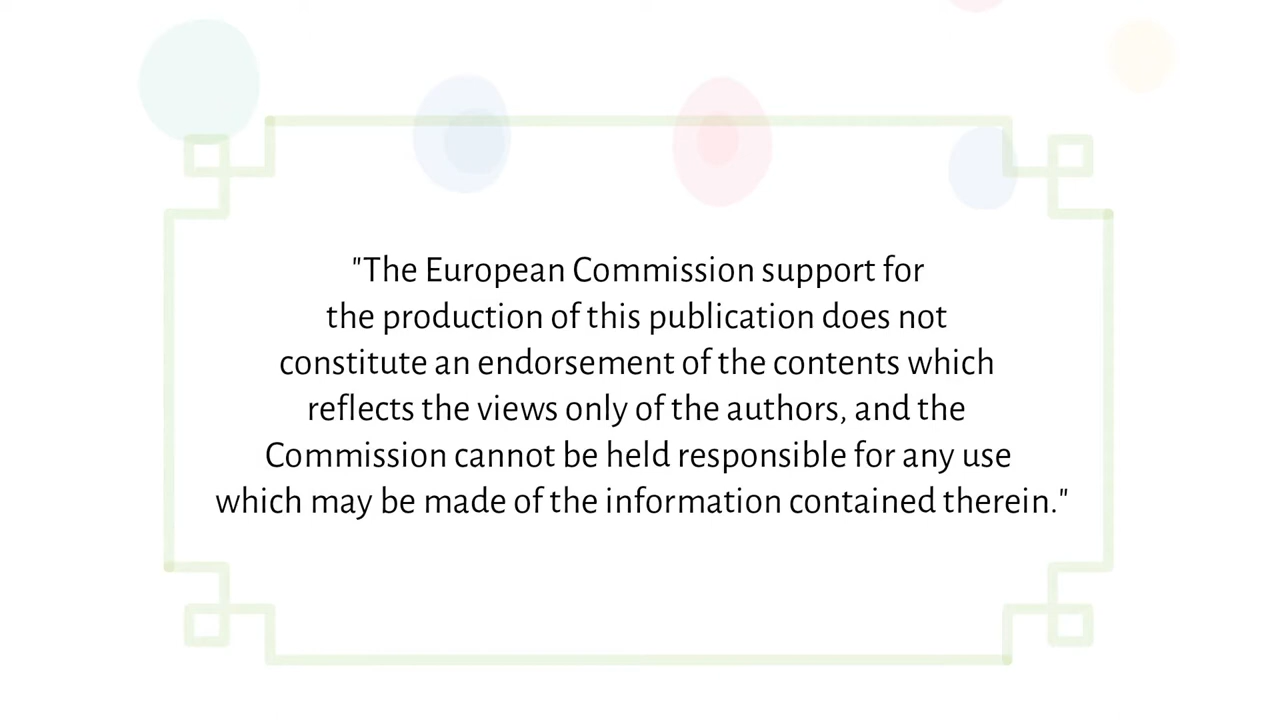 "The European Commission support for
the production of this publication does not
constitute an endorsement of the contents which
reflects the views only of the authors, and the
Commission cannot be held responsible for any use
which may be made of the information contained therein."